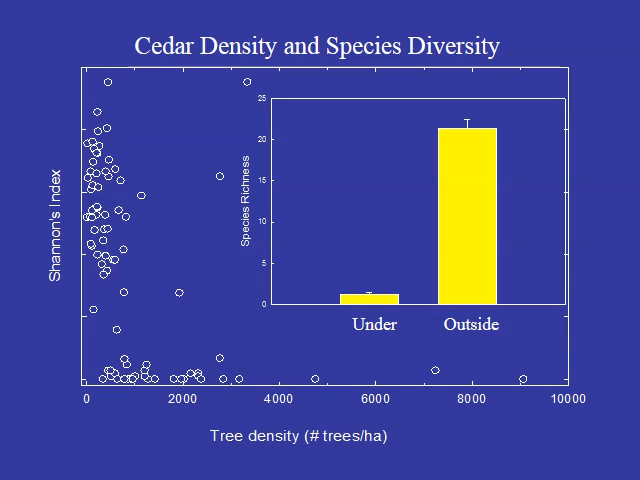 Cedar Density and Species Diversity
Shannon's Index
Species Richness
25
20
15
10
5
0
Under Outside
0 2000 4000 6000 8000 10000
Tree density (# trees/ha)